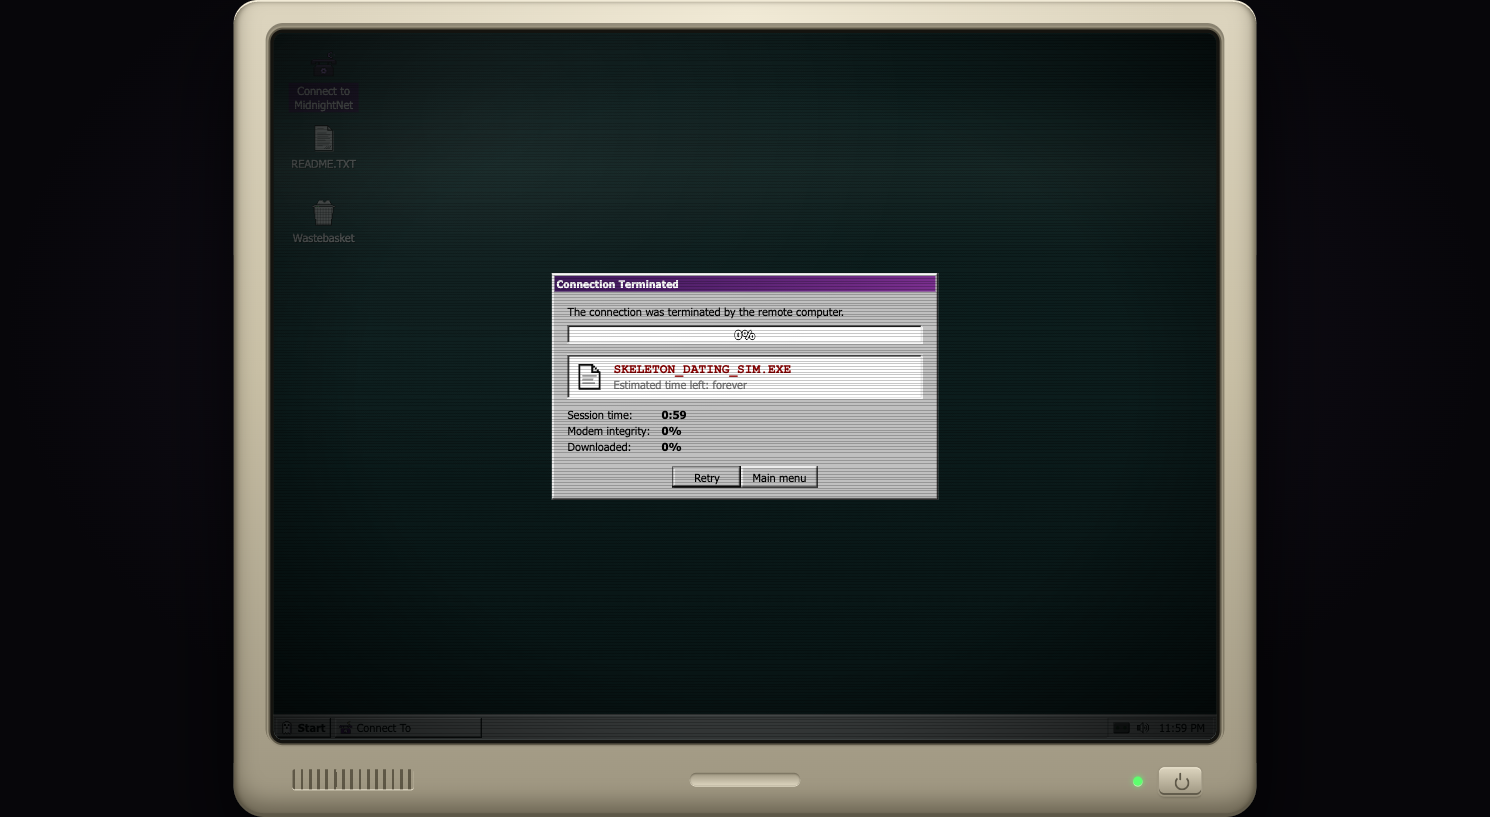 Connect to
MidnightNet
README.TXT
Wastebasket
Connection Terminated
The connection was terminated by the remote computer.
0%
SKELETON_DATING_SIM.EXE
Estimated time left: forever
Session time: 0:59
Modem integrity: 0%
Downloaded: 0%
Retry Main menu
Start Connect To 11:59 PM